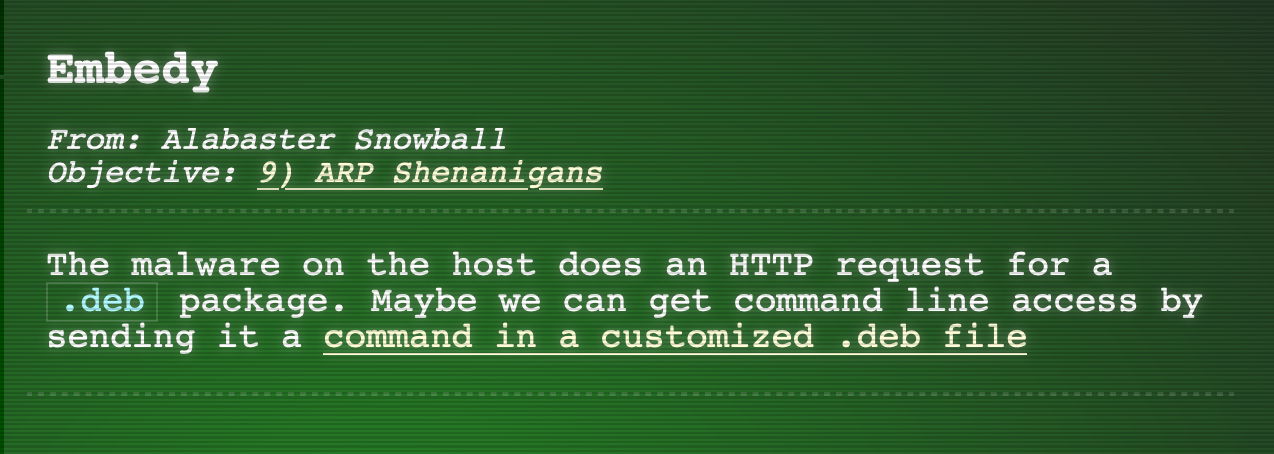 Embedy
From: Alabaster Snowball
Objective: 9) ARP Shenanigans
The malware on the host does an HTTP request for a
.deb package. Maybe we can get command line access by
sending it a command in a customized .deb file